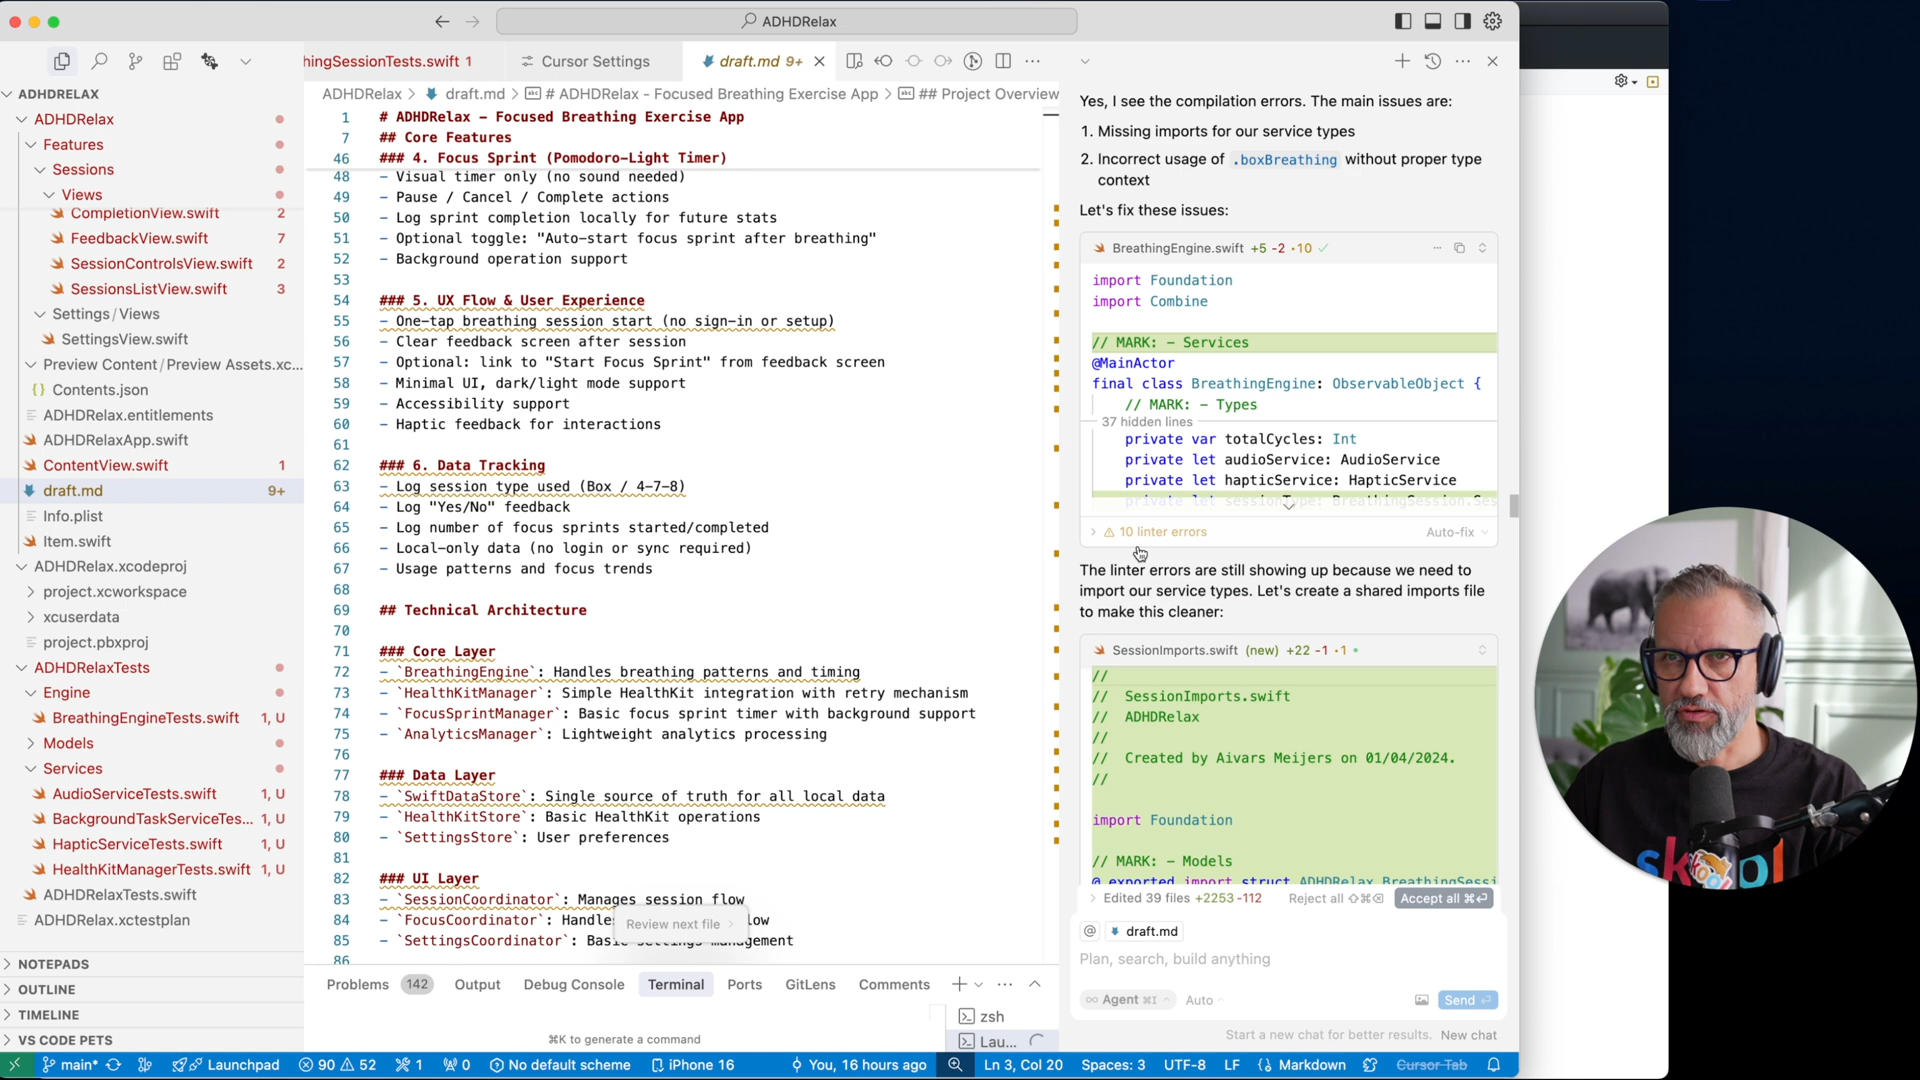 ADHDRelax
hingSessionTests.swift 1
Cursor Settings
draft.md 9+
ADHDRELAX
ADHDRelax
Features
Sessions
Views
CompletionView.swift 2
FeedbackView.swift 7
SessionControlsView.swift 2
SessionsListView.swift 3
Settings/Views
SettingsView.swift
Preview Content/Preview Assets.xc...
Contents.json
ADHDRelax.entitlements
ADHDRelaxApp.swift
ContentView.swift 1
draft.md 9+
Info.plist
Item.swift
ADHDRelax.xcodeproj
project.xcworkspace
xcuserdata
project.pbxproj
ADHDRelaxTests
Engine
BreathingEngineTests.swift 1, U
Models
Services
AudioServiceTests.swift 1, U
BackgroundTaskServiceTes... 1, U
HapticServiceTests.swift 1, U
HealthKitManagerTests.swift 1, U
ADHDRelaxTests.swift
ADHDRelax.xctestplan
NOTEPADS
OUTLINE
TIMELINE
VS CODE PETS
ADHDRelax > draft.md > # ADHDRelax - Focused Breathing Exercise App > ## Project Overview
1 # ADHDRelax - Focused Breathing Exercise App
7 ## Core Features
46 ### 4. Focus Sprint (Pomodoro-Light Timer)
48 - Visual timer only (no sound needed)
49 - Pause / Cancel / Complete actions
50 - Log sprint completion locally for future stats
51 - Optional toggle: "Auto-start focus sprint after breathing"
52 - Background operation support
53
54 ### 5. UX Flow & User Experience
55 - One-tap breathing session start (no sign-in or setup)
56 - Clear feedback screen after session
57 - Optional: link to "Start Focus Sprint" from feedback screen
58 - Minimal UI, dark/light mode support
59 - Accessibility support
60 - Haptic feedback for interactions
61
62 ### 6. Data Tracking
63 - Log session type used (Box / 4-7-8)
64 - Log "Yes/No" feedback
65 - Log number of focus sprints started/completed
66 - Local-only data (no login or sync required)
67 - Usage patterns and focus trends
68
69 ## Technical Architecture
70
71 ### Core Layer
72 - `BreathingEngine`: Handles breathing patterns and timing
73 - `HealthKitManager`: Simple HealthKit integration with retry mechanism
74 - `FocusSprintManager`: Basic focus sprint timer with background support
75 - `AnalyticsManager`: Lightweight analytics processing
76
77 ### Data Layer
78 - `SwiftDataStore`: Single source of truth for all local data
79 - `HealthKitStore`: Basic HealthKit operations
80 - `SettingsStore`: User preferences
81
82 ### UI Layer
83 - `SessionCoordinator`: Manages session flow
84 - `FocusCoordinator`: Handle
85 - `SettingsCoordinator`: management
86
Review next file
Problems 142 Output Debug Console Terminal Ports GitLens Comments
zsh
Lau...
⌘K to generate a command
Yes, I see the compilation errors. The main issues are:
1. Missing imports for our service types
2. Incorrect usage of .boxBreathing without proper type
context
Let's fix these issues:
BreathingEngine.swift +5 -2 •10
import Foundation
import Combine
// MARK: - Services
@MainActor
final class BreathingEngine: ObservableObject {
// MARK: - Types
37 hidden lines
private var totalCycles: Int
private let audioService: AudioService
private let hapticService: HapticService
private let sessionType: BreathingSession.Ses
10 linter errors Auto-fix
The linter errors are still showing up because we need to
import our service types. Let's create a shared imports file
to make this cleaner:
SessionImports.swift (new) +22 -1 •1
//
// SessionImports.swift
// ADHDRelax
//
// Created by Aivars Meijers on 01/04/2024.
//
import Foundation
// MARK: - Models
@_exported import struct ADHDRelax.BreathingSessi
Edited 39 files +2253 -112 Reject all ⇧⌘⌫ Accept all ⌘⏎
@ draft.md
Plan, search, build anything
Agent ⌘I Auto Send
Start a new chat for better results. New chat
main* Launchpad 90 52 1 0 No default scheme iPhone 16 You, 16 hours ago Ln 3, Col 20 Spaces: 3 UTF-8 LF Markdown Cursor Tab